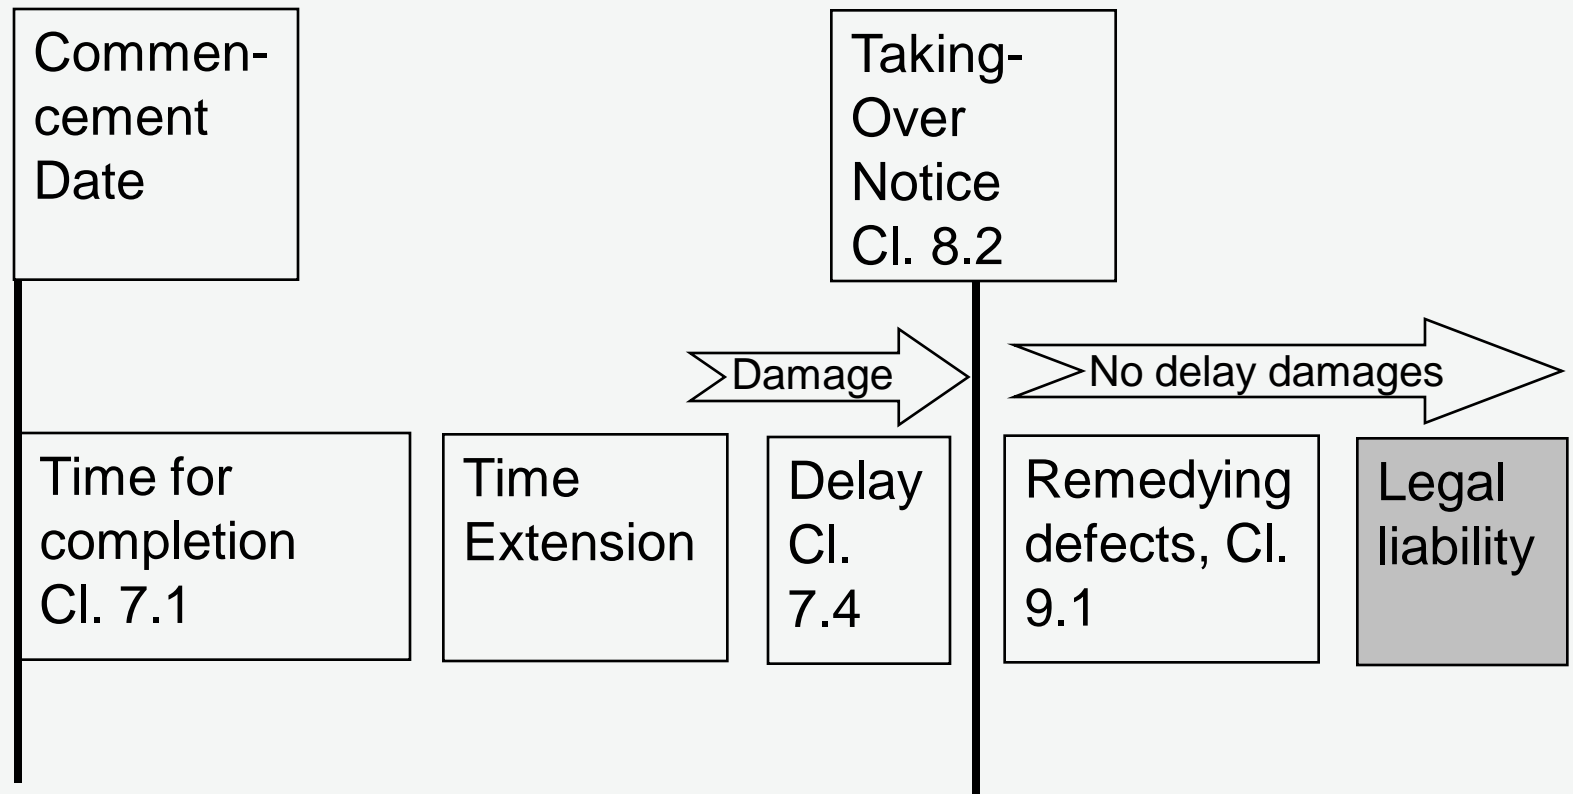 Commen-
cement
Date
Taking-
Over
Notice
Cl. 8.2
Damage
No delay damages
Time for
completion
Cl. 7.1
Time
Extension
Delay
Cl.
7.4
Remedying
defects, Cl.
9.1
Legal
liability